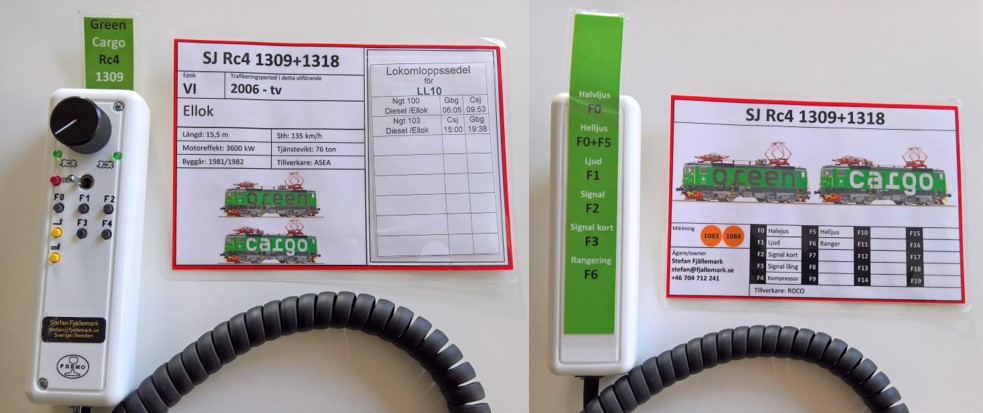 Green
Cargo
Rc4
1309
F0 F1 F2
F3 F4
Stefan Fjällemark
stefan@fjallemark.se
Sverige/Sweden
FREMO
SJ Rc4 1309+1318
Epok
VI
Trafikeringsperiod i detta utförande
2006 - tv
Ellok
Längd: 15,5 m
Sth: 135 km/h
Motoreffekt: 3600 kW
Tjänstevikt: 76 ton
Byggår: 1981/1982
Tillverkare: ASEA
green
cargo
Lokomloppssedel
för
LL10
Ngt 100 Gbg Csj
Diesel /Ellok 06:05 09:53
Ngt 103 Csj Gbg
Diesel /Ellok 15:00 19:38
Halvljus
F0
Helljus
F0+F5
Ljud
F1
Signal
F2
Signal kort
F3
Rangering
F6
SJ Rc4 1309+1318
green
cargo
Märkning
1083 1084
Ägare/owner
Stefan Fjällemark
stefan@fjallemark.se
+46 704 712 241
F0 Halvljus F5 Helljus F10 F15
F1 Ljud F6 Ranger F11 F16
F2 Signal kort F7 F12 F17
F3 Signal lång F8 F13 F18
F4 Kompressor F9 F14 F19
Tillverkare: ROCO